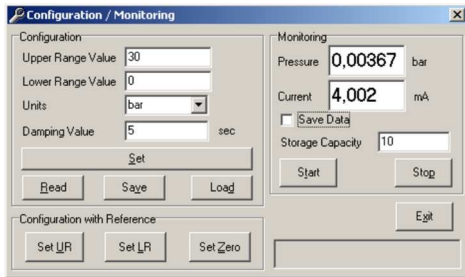 Configuration / Monitoring
Configuration
Upper Range Value 30
Lower Range Value 0
Units bar
Damping Value 5 sec
Set
Read Save Load
Configuration with Reference
Set UR Set LR Set Zero
Monitoring
Pressure 0,00367 bar
Current 4,002 mA
Save Data
Storage Capacity 10
Start Stop
Exit